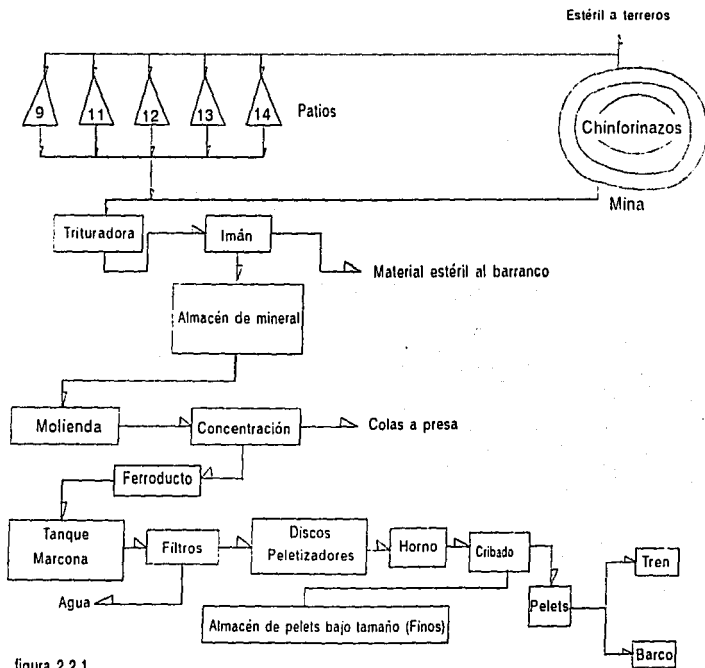 Estéril a terreros
9
11
12
13
14
Patios
Chinforinazos
Mina
Trituradora
Imán
Material estéril al barranco
Almacén de mineral
Molienda
Concentración
Colas a presa
Ferroducto
Tanque
Marcona
Filtros
Discos
Peletizadores
Horno
Cribado
Tren
Agua
Almacén de pelets bajo tamaño (Finos)
Pelets
Barco
figura 2.2.1